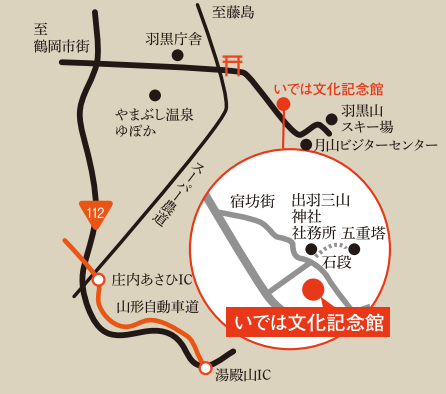 至藤島
至
鶴岡市街
羽黒庁舎
いでは文化記念館
やまぶし温泉
ゆぽか
羽黒山
スキー場
月山ビジターセンター
スーパー農道
112
宿坊街
出羽三山
神社
社務所
五重塔
石段
庄内あさひIC
山形自動車道
いでは文化記念館
湯殿山IC